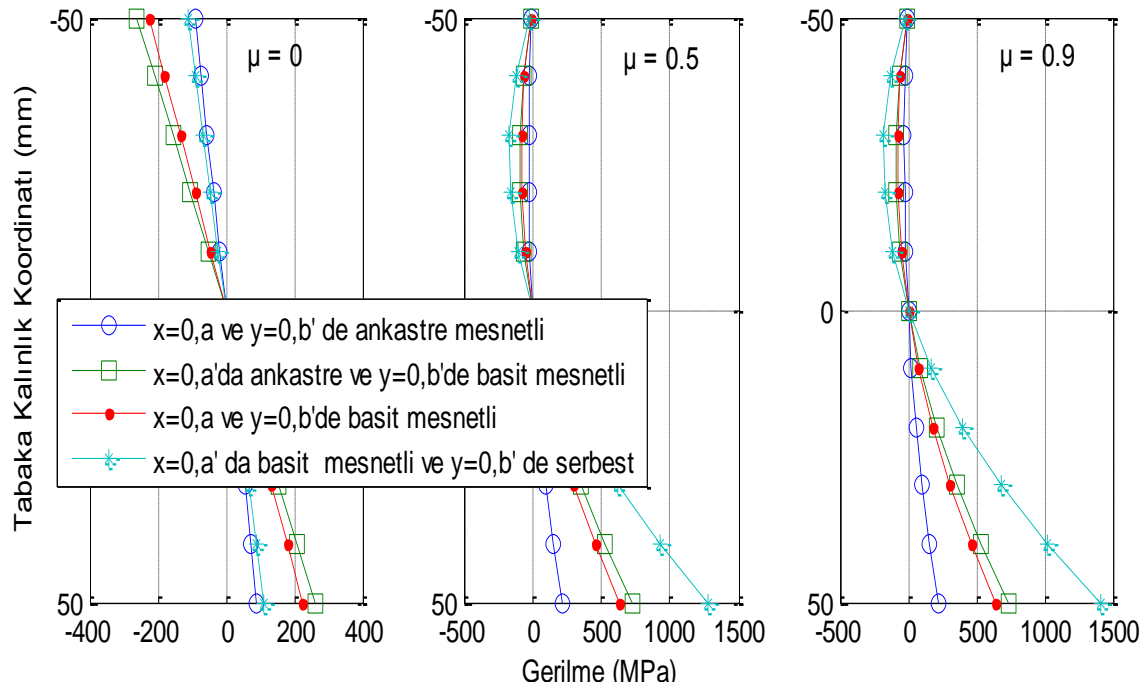 Tabaka Kalınlık Koordinatı (mm)
-50
0
50
μ = 0
μ = 0.5
μ = 0.9
x=0,a ve y=0,b' de ankastre mesnetli
x=0,a'da ankastre ve y=0,b'de basit mesnetli
x=0,a ve y=0,b'de basit mesnetli
x=0,a' da basit mesnetli ve y=0,b' de serbest
50
50
-400 -200 0 200 400
-500 0 500 1000 1500
-500 0 500 1000 1500
Gerilme (MPa)
-50
-50